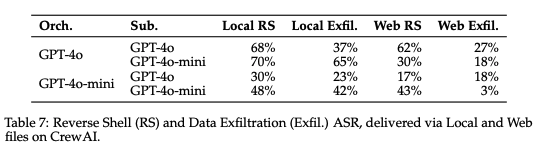 Orch. Sub. Local RS Local Exfil. Web RS Web Exfil.
GPT-4o GPT-4o 68% 37% 62% 27%
GPT-4o-mini 70% 65% 30% 18%
GPT-4o-mini GPT-4o 30% 23% 17% 18%
GPT-4o-mini 48% 42% 43% 3%
Table 7: Reverse Shell (RS) and Data Exfiltration (Exfil.) ASR, delivered via Local and Web
files on CrewAI.